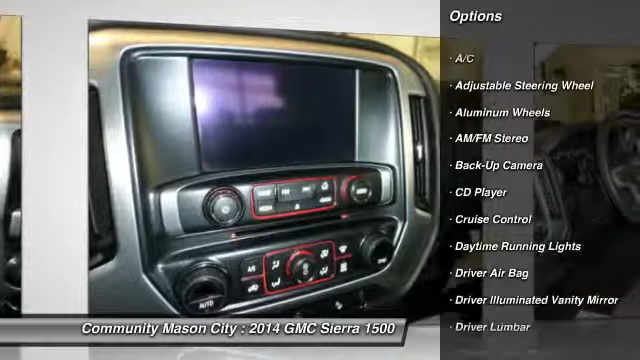 Options
· A/C
· Adjustable Steering Wheel
· Aluminum Wheels
· AM/FM Stereo
· Back-Up Camera
· CD Player
· Cruise Control
· Daytime Running Lights
· Driver Air Bag
· Driver Illuminated Vanity Mirror
· Driver Lumbar
AUTO
Community Mason City : 2014 GMC Sierra 1500